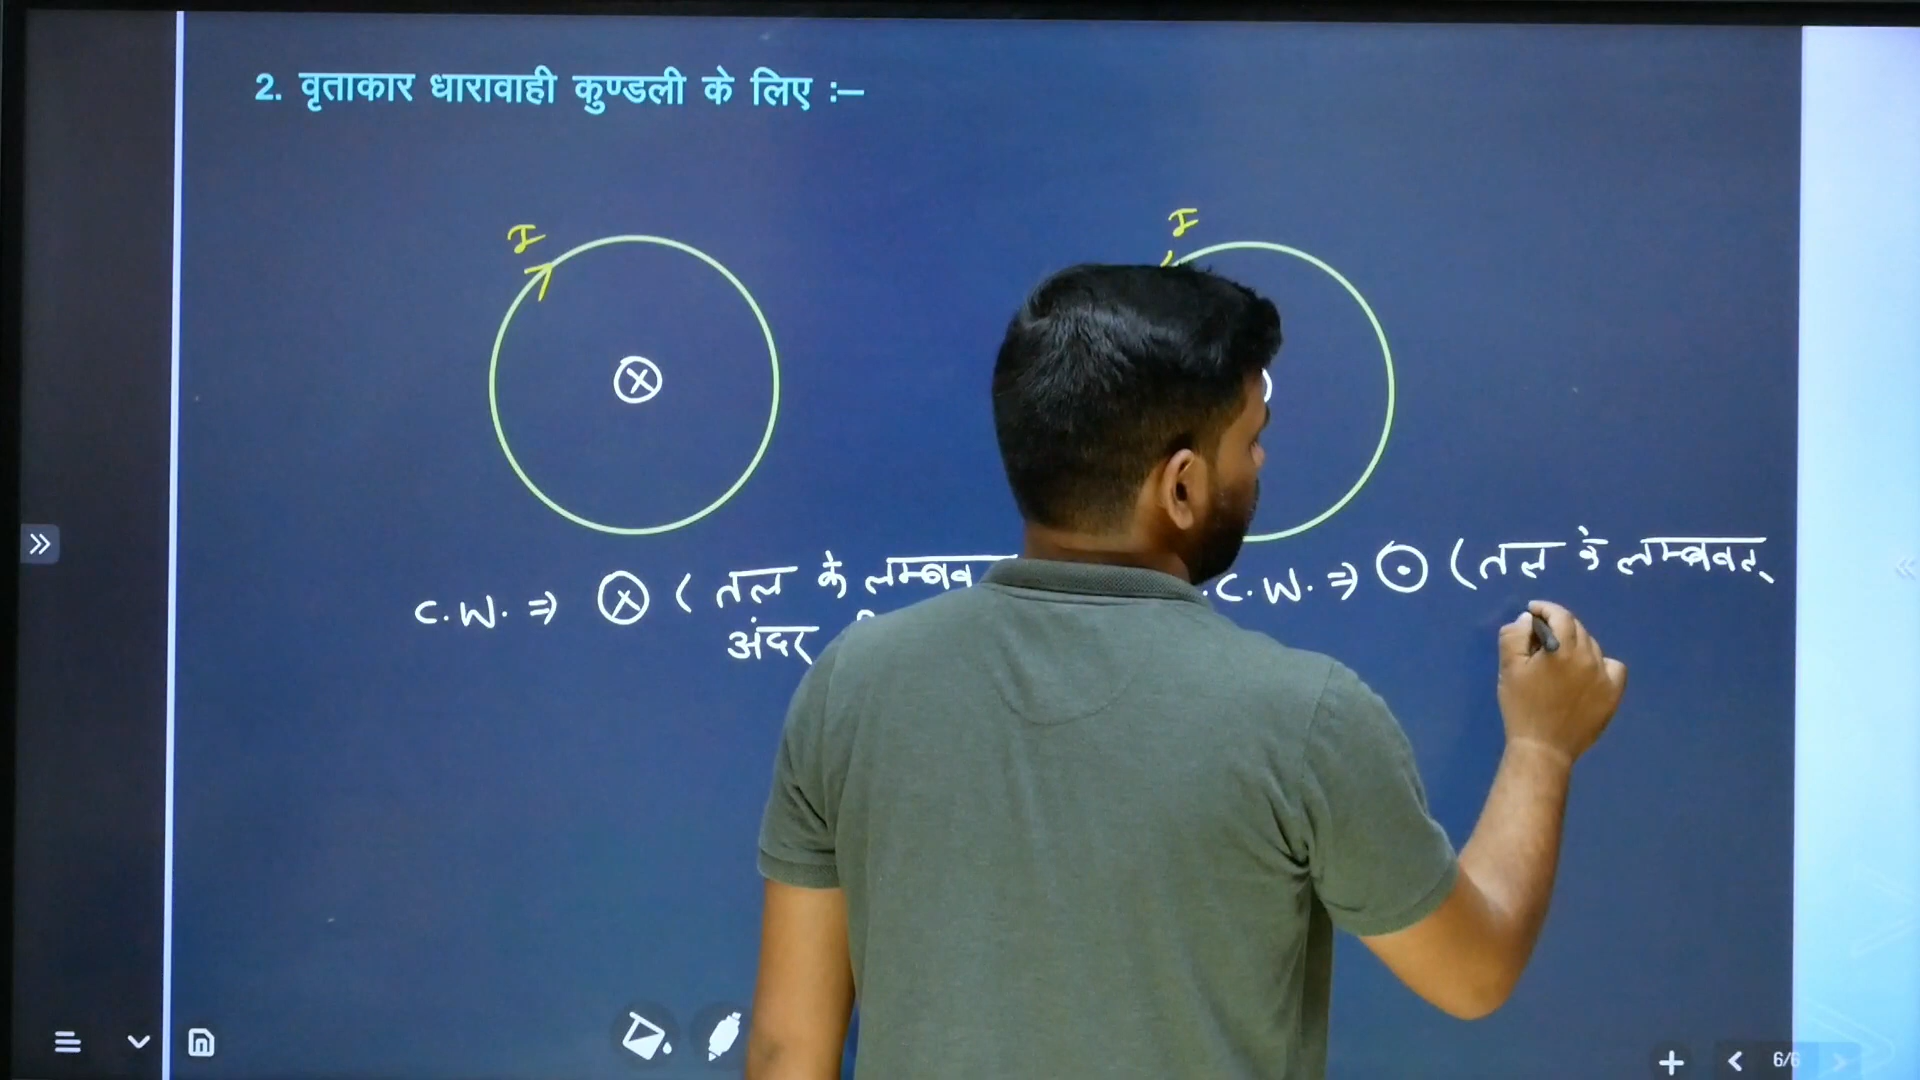 2. वृताकार धारावाही कुण्डली के लिए :–
I
I
C.W. ⇒ ⊗ ( तल के लम्बव
अंदर
.C.W. ⇒ ⊙ (तल के लम्बवत्
6/6